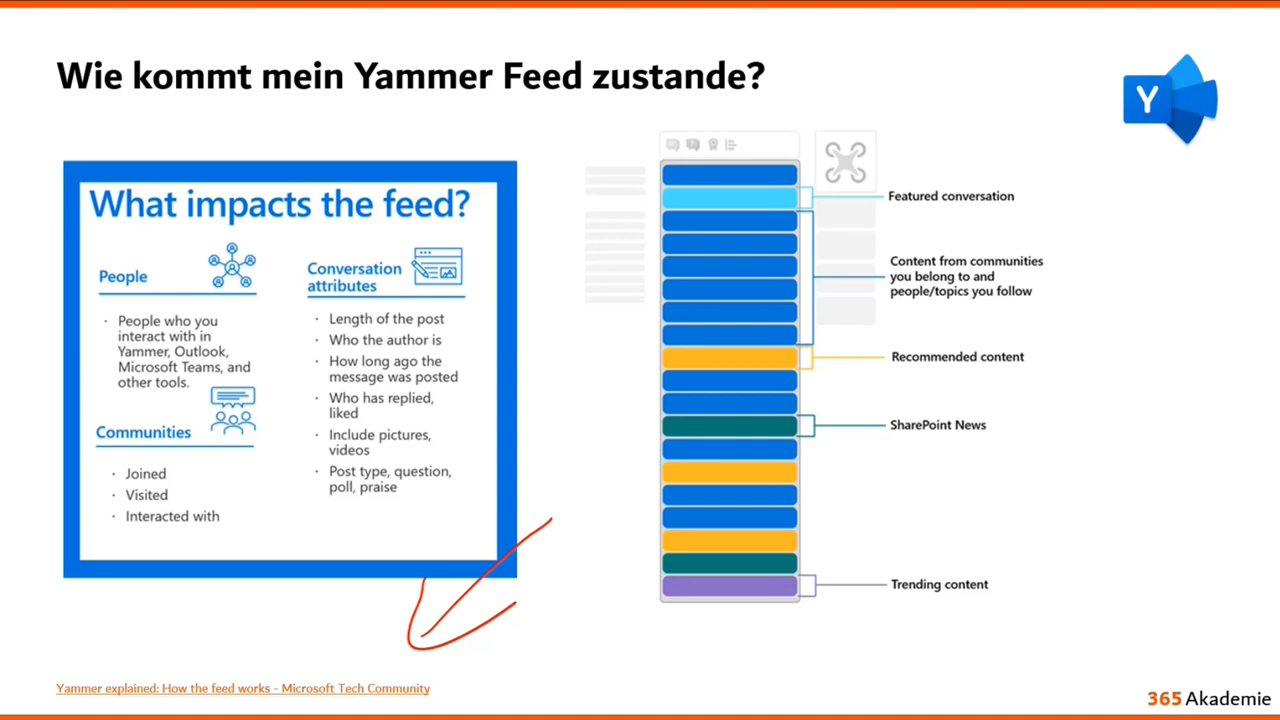 Wie kommt mein Yammer Feed zustande?
Y
What impacts the feed?
People
· People who you
interact with in
Yammer, Outlook,
Microsoft Teams, and
other tools.
Communities
· Joined
· Visited
· Interacted with
Conversation
attributes
· Length of the post
· Who the author is
· How long ago the
message was posted
· Who has replied,
liked
· Include pictures,
videos
· Post type, question,
poll, praise
Featured conversation
Content from communities
you belong to and
people/topics you follow
Recommended content
SharePoint News
Trending content
Yammer explained: How the feed works - Microsoft Tech Community
365 Akademie